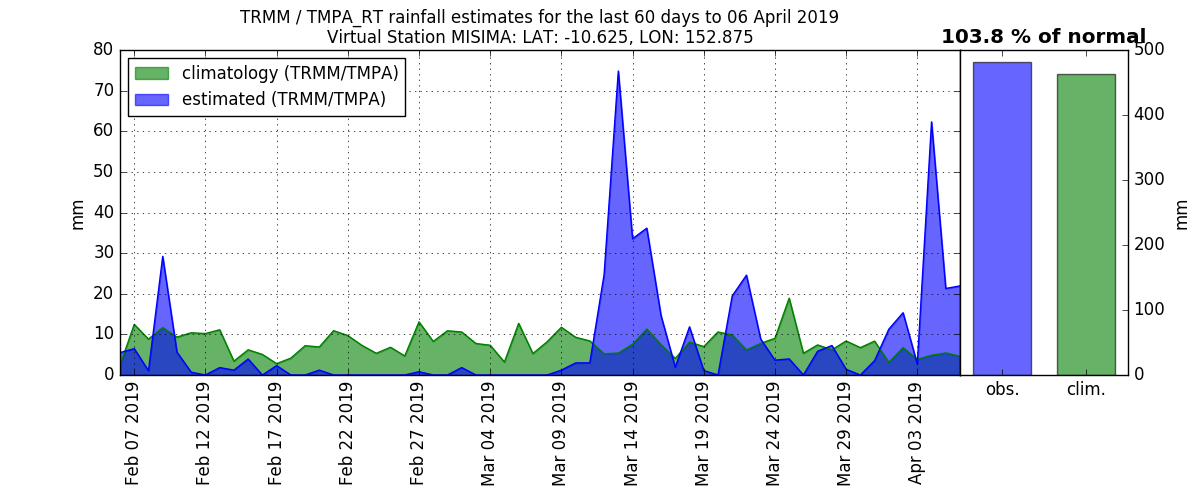 TRMM / TMPA_RT rainfall estimates for the last 60 days to 06 April 2019
Virtual Station MISIMA: LAT: -10.625, LON: 152.875
103.8 % of normal
climatology (TRMM/TMPA)
estimated (TRMM/TMPA)
mm
80
70
60
50
40
30
20
10
0
Feb 07 2019
Feb 12 2019
Feb 17 2019
Feb 22 2019
Feb 27 2019
Mar 04 2019
Mar 09 2019
Mar 14 2019
Mar 19 2019
Mar 24 2019
Mar 29 2019
Apr 03 2019
obs.
clim.
500
400
300
200
100
0
mm